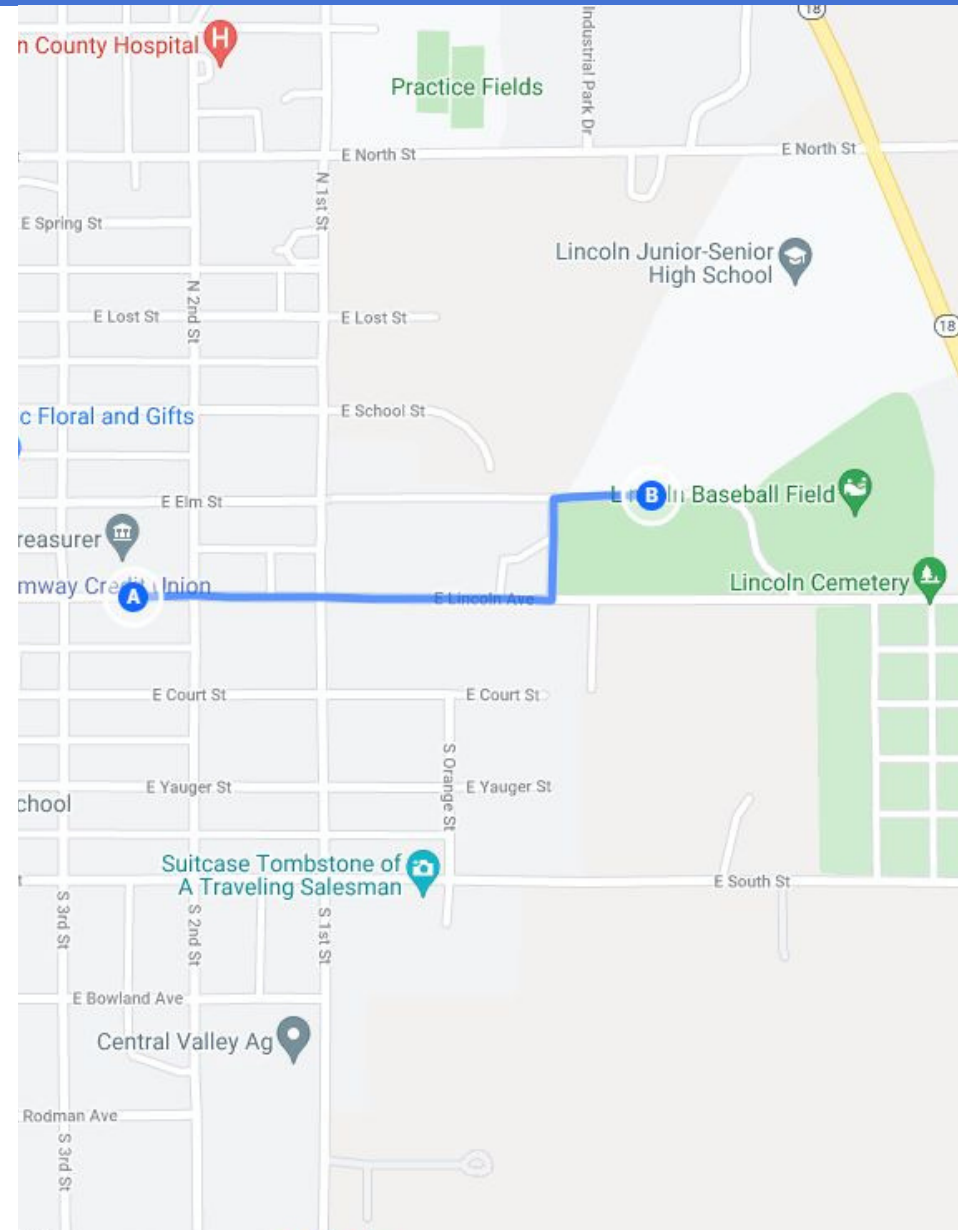 18
n County Hospital
H
Industrial Park Dr
Practice Fields
E North St
E North St
N 1st St
E Spring St
Lincoln Junior-Senior
High School
N 2nd St
E Lost St
E Lost St
18
c Floral and Gifts
E School St
E Elm St
B
Baseball Field
reasurer
Lincoln Cemetery
mway Credit Union
A
E Lincoln Ave
E Court St
E Court St
S Orange St
E Yauger St
E Yauger St
chool
Suitcase Tombstone of
A Traveling Salesman
E South St
S 3rd St
S 2nd St
S 1st St
E Bowland Ave
Central Valley Ag
Rodman Ave
S 3rd St